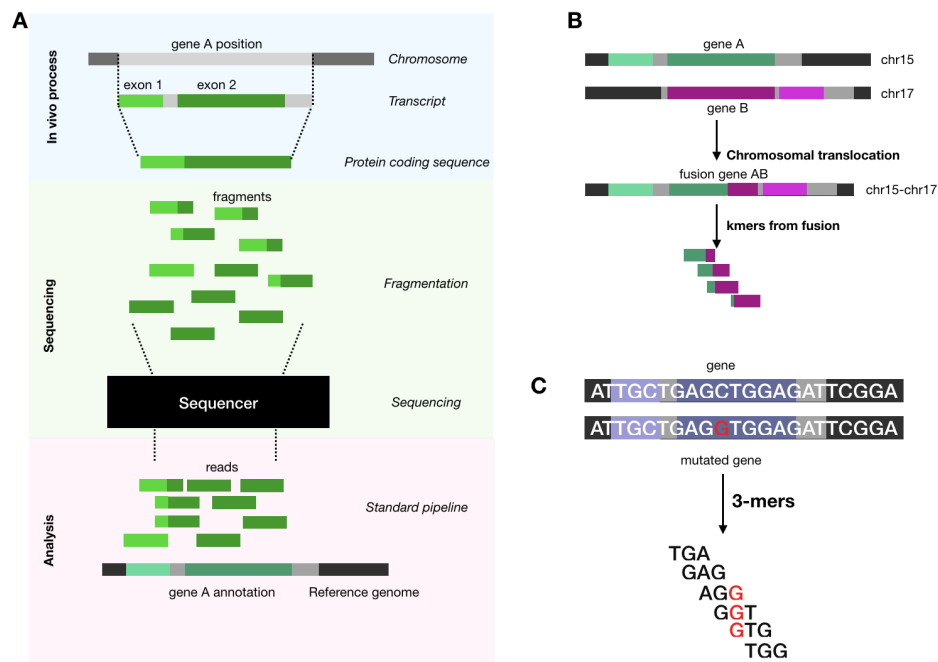 A
In vivo process
gene A position
Chromosome
exon 1 exon 2
Transcript
Protein coding sequence
Sequencing
fragments
Fragmentation
Sequencer
Sequencing
Analysis
reads
Standard pipeline
gene A annotation Reference genome
B
gene A
chr15
chr17
gene B
Chromosomal translocation
fusion gene AB
chr15-chr17
kmers from fusion
C
gene
ATTGCTGAGCTGGAGATTCGGA
ATTGCTGAGGTGGAGATTCGGA
mutated gene
3-mers
TGA
GAG
AGG
GGT
GTG
TGG